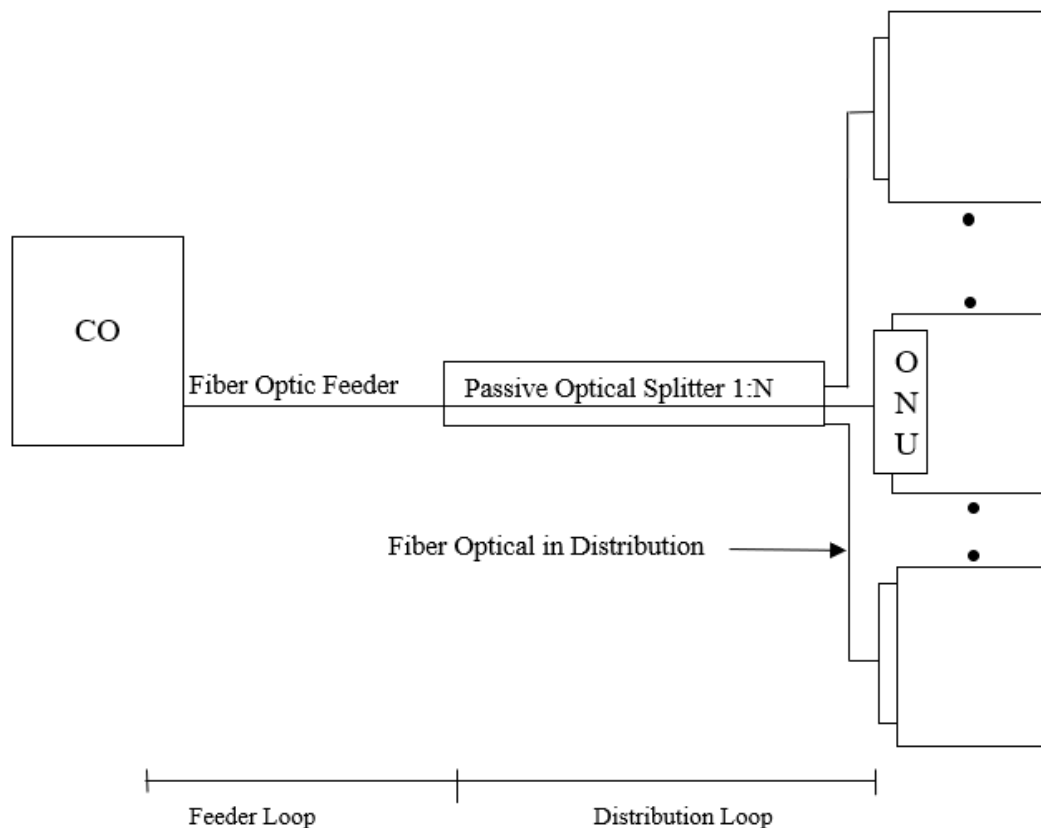 CO
Fiber Optic Feeder
Passive Optical Splitter 1:N
O
N
U
Fiber Optical in Distribution
Feeder Loop
Distribution Loop